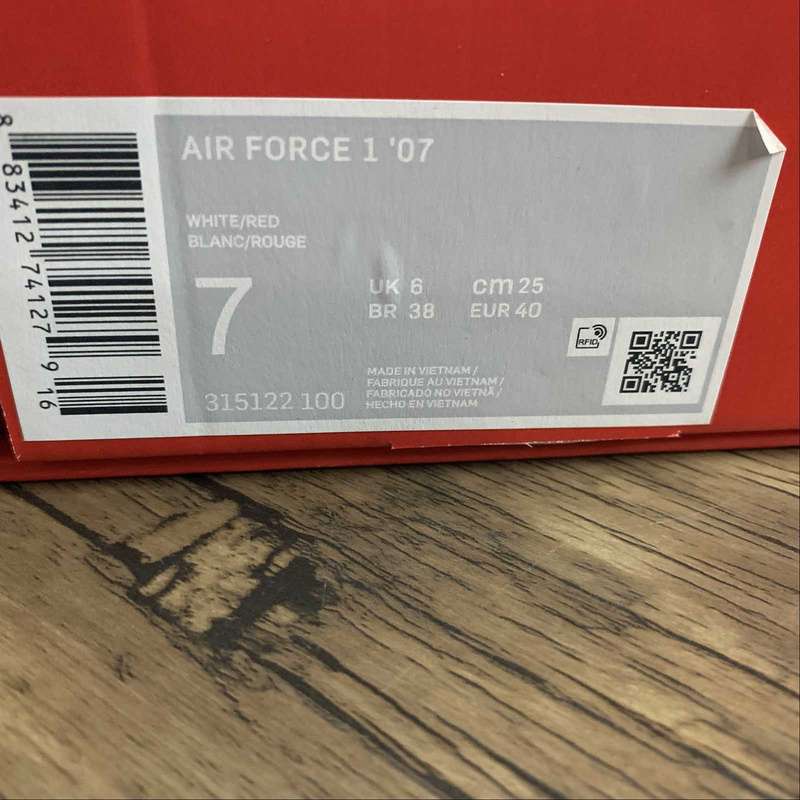 AIR FORCE 1 '07
WHITE/RED
BLANC/ROUGE
7
UK 6 cm 25
BR 38 EUR 40
RFID
MADE IN VIETNAM /
FABRIQUE AU VIETNAM /
FABRICADO NO VIETNÃ /
HECHO EN VIETNAM
315122 100
8 83412 74127 9 16